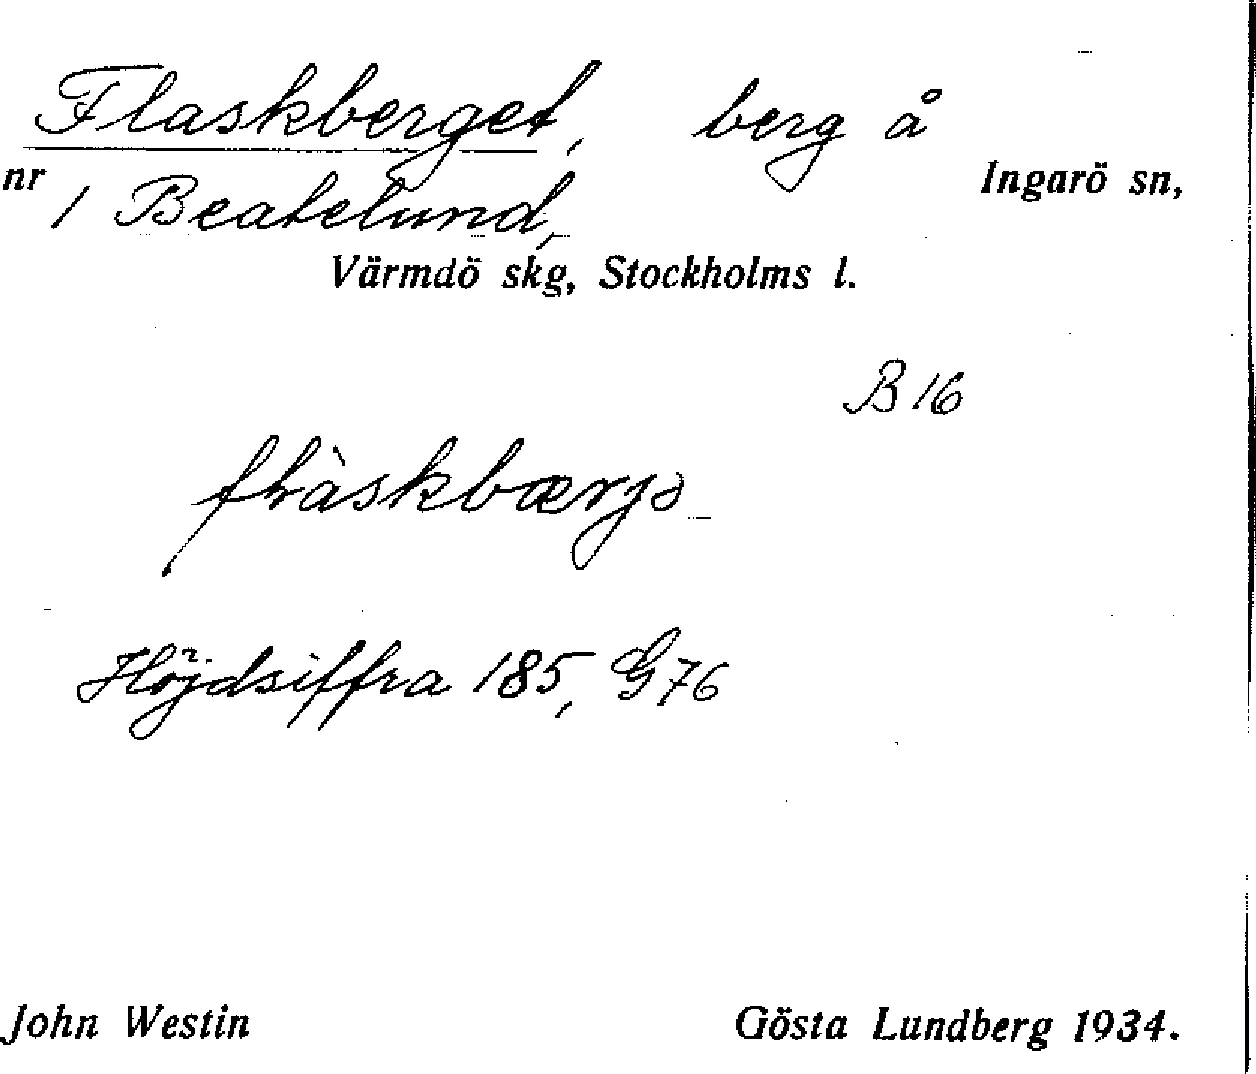 Flaskberget, berg å
nr 1 Beatelund, Ingarö sn,
Värmdö skg, Stockholms l.
B 16
Höjdsiffra 185, G 76
John Westin Gösta Lundberg 1934.